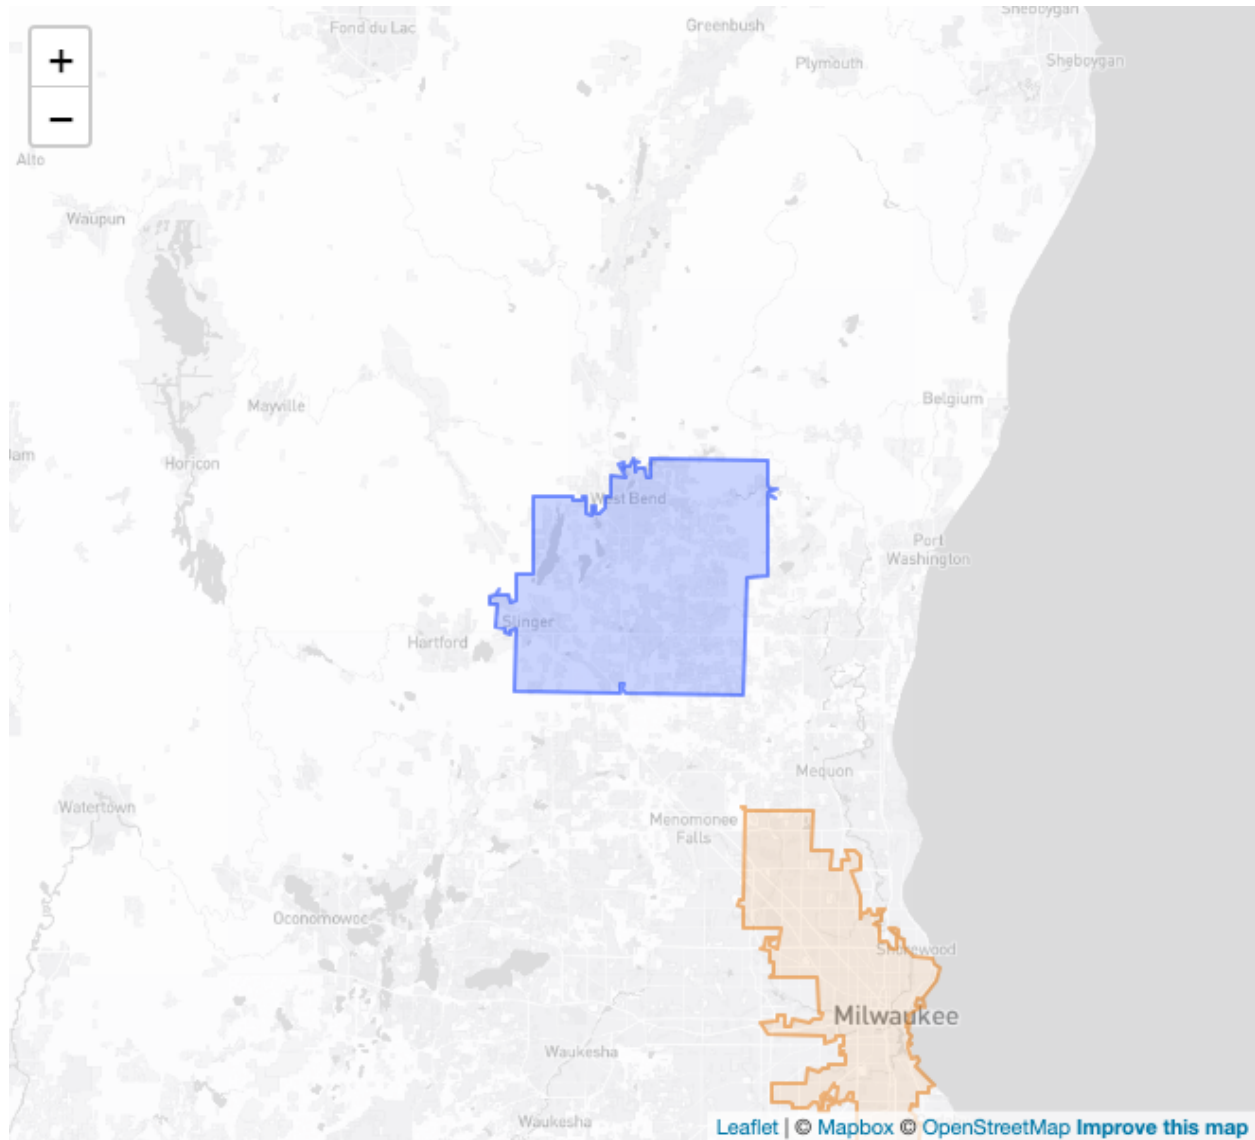 Sheboygan
Greenbush
Fond du Lac
+
Plymouth
Sheboygan
−
Alto
Waupun
Belgium
Mayville
Horicon
West Bend
Port
Washington
Slinger
Hartford
Mequon
Watertown
Menomonee
Falls
Oconomowoc
Shorewood
Milwaukee
Waukesha
Waukesha
Leaflet | © Mapbox © OpenStreetMap Improve this map